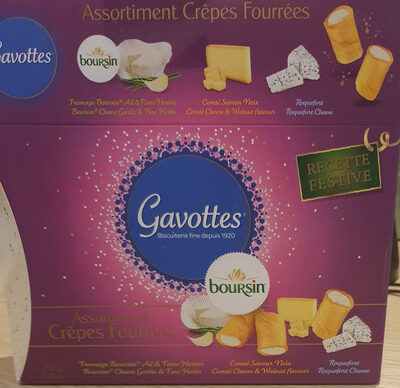 Assortiment Crêpes Fourrées
Gavottes
boursin
Fromage Boursin® Ail & Fines Herbes
Boursin® Cheese Garlic & Fine Herbs
Comté Saveur Noix
Comté Cheese & Walnut flavour
Roquefort
Roquefort Cheese
RECETTE
FESTIVE
Gavottes®
Biscuiterie fine depuis 1920
boursin
Assortiment
Crêpes Fourrées
Fromage Boursin® Ail & Fines Herbes
Boursin® Cheese Garlic & Fine Herbs
Comté Saveur Noix
Comté Cheese & Walnut flavour
Roquefort
Roquefort Cheese